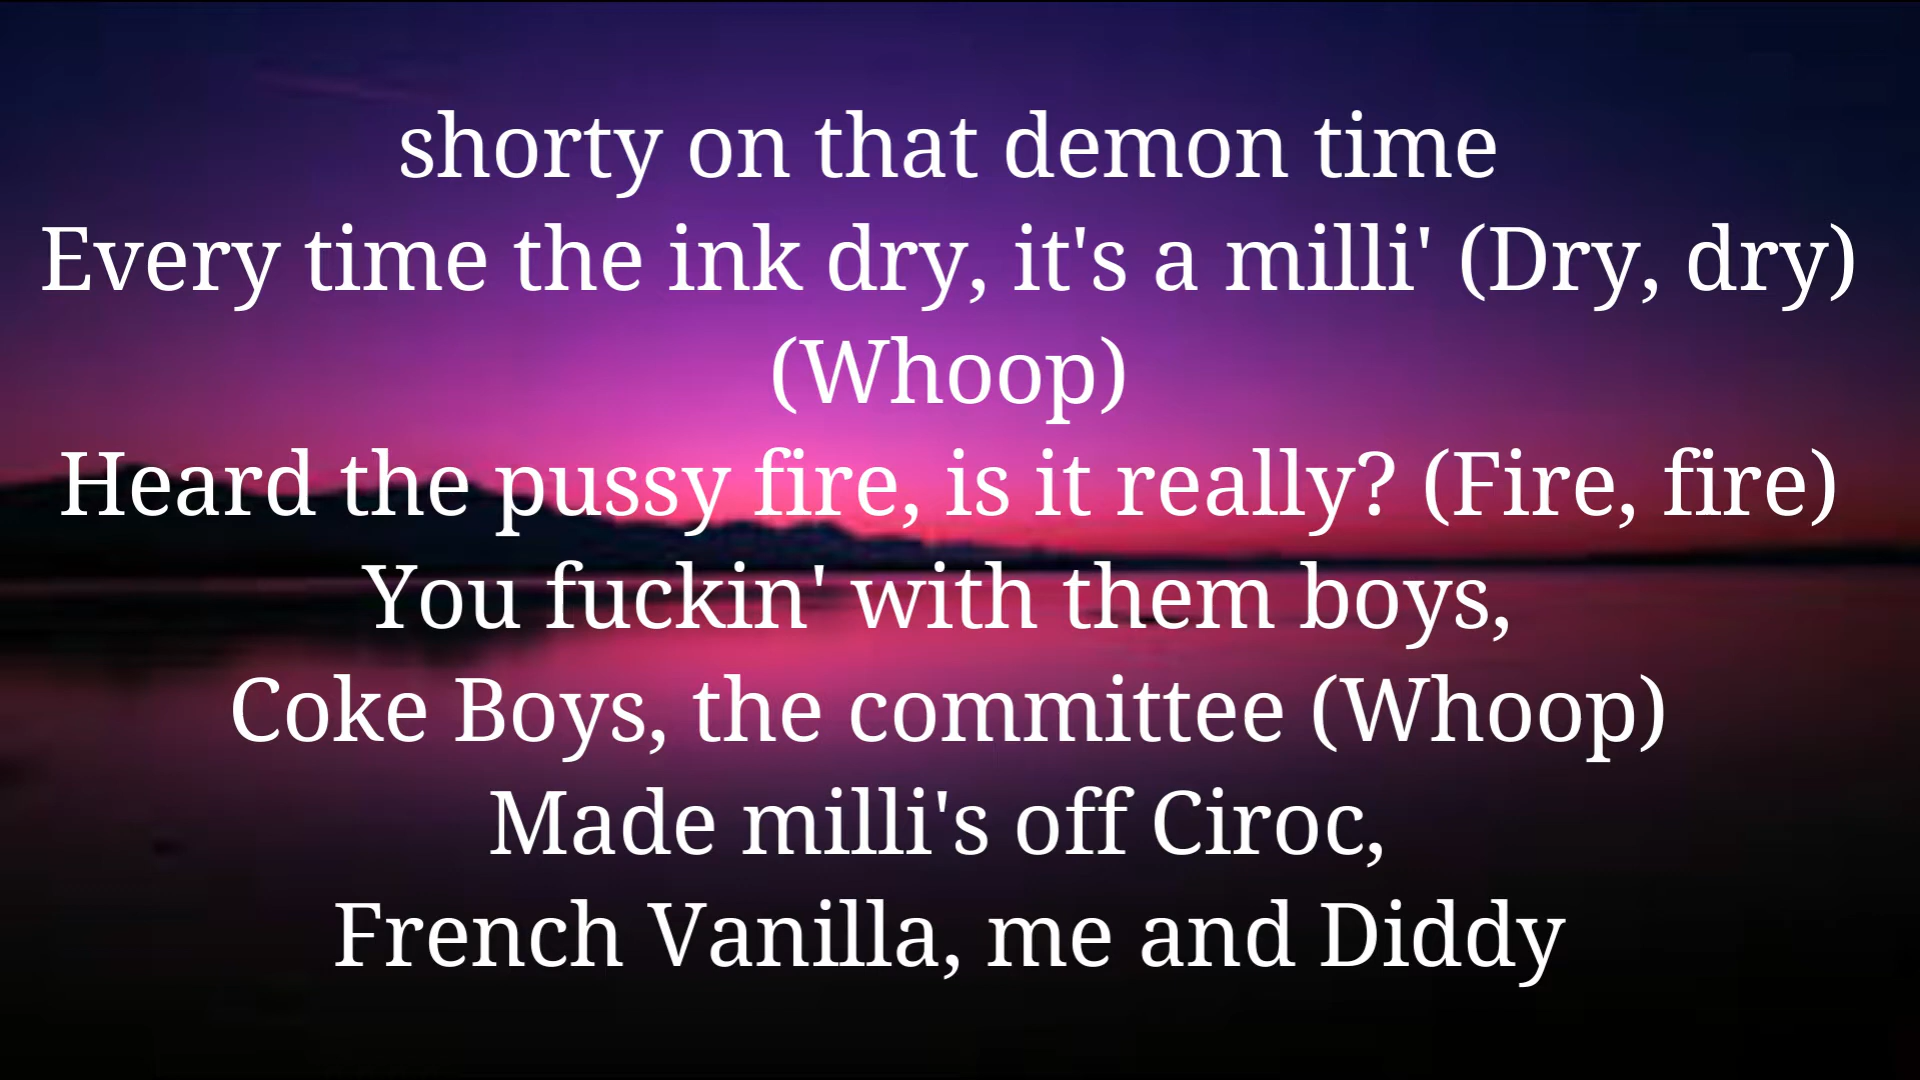 shorty on that demon time
Every time the ink dry, it's a milli' (Dry, dry)
(Whoop)
Heard the pussy fire, is it really? (Fire, fire)
You fuckin' with them boys,
Coke Boys, the committee (Whoop)
Made milli's off Ciroc,
French Vanilla, me and Diddy